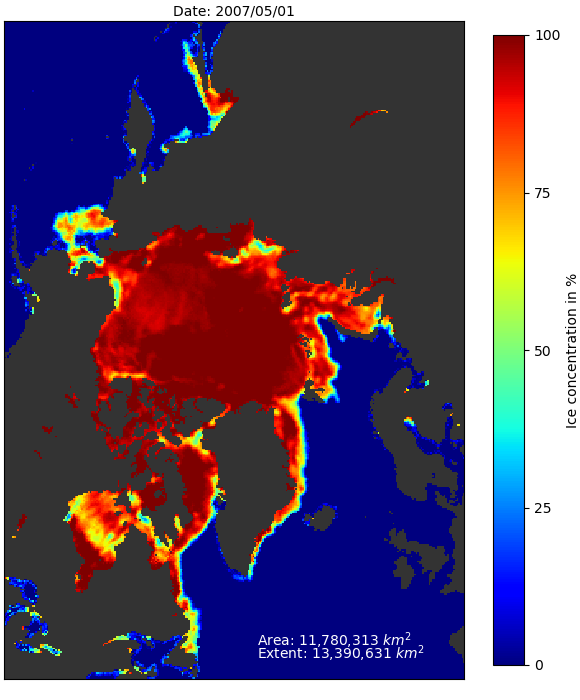 Date: 2007/05/01
100
75
50
25
0
Ice concentration in %
Area: 11,780,313 km²
Extent: 13,390,631 km²